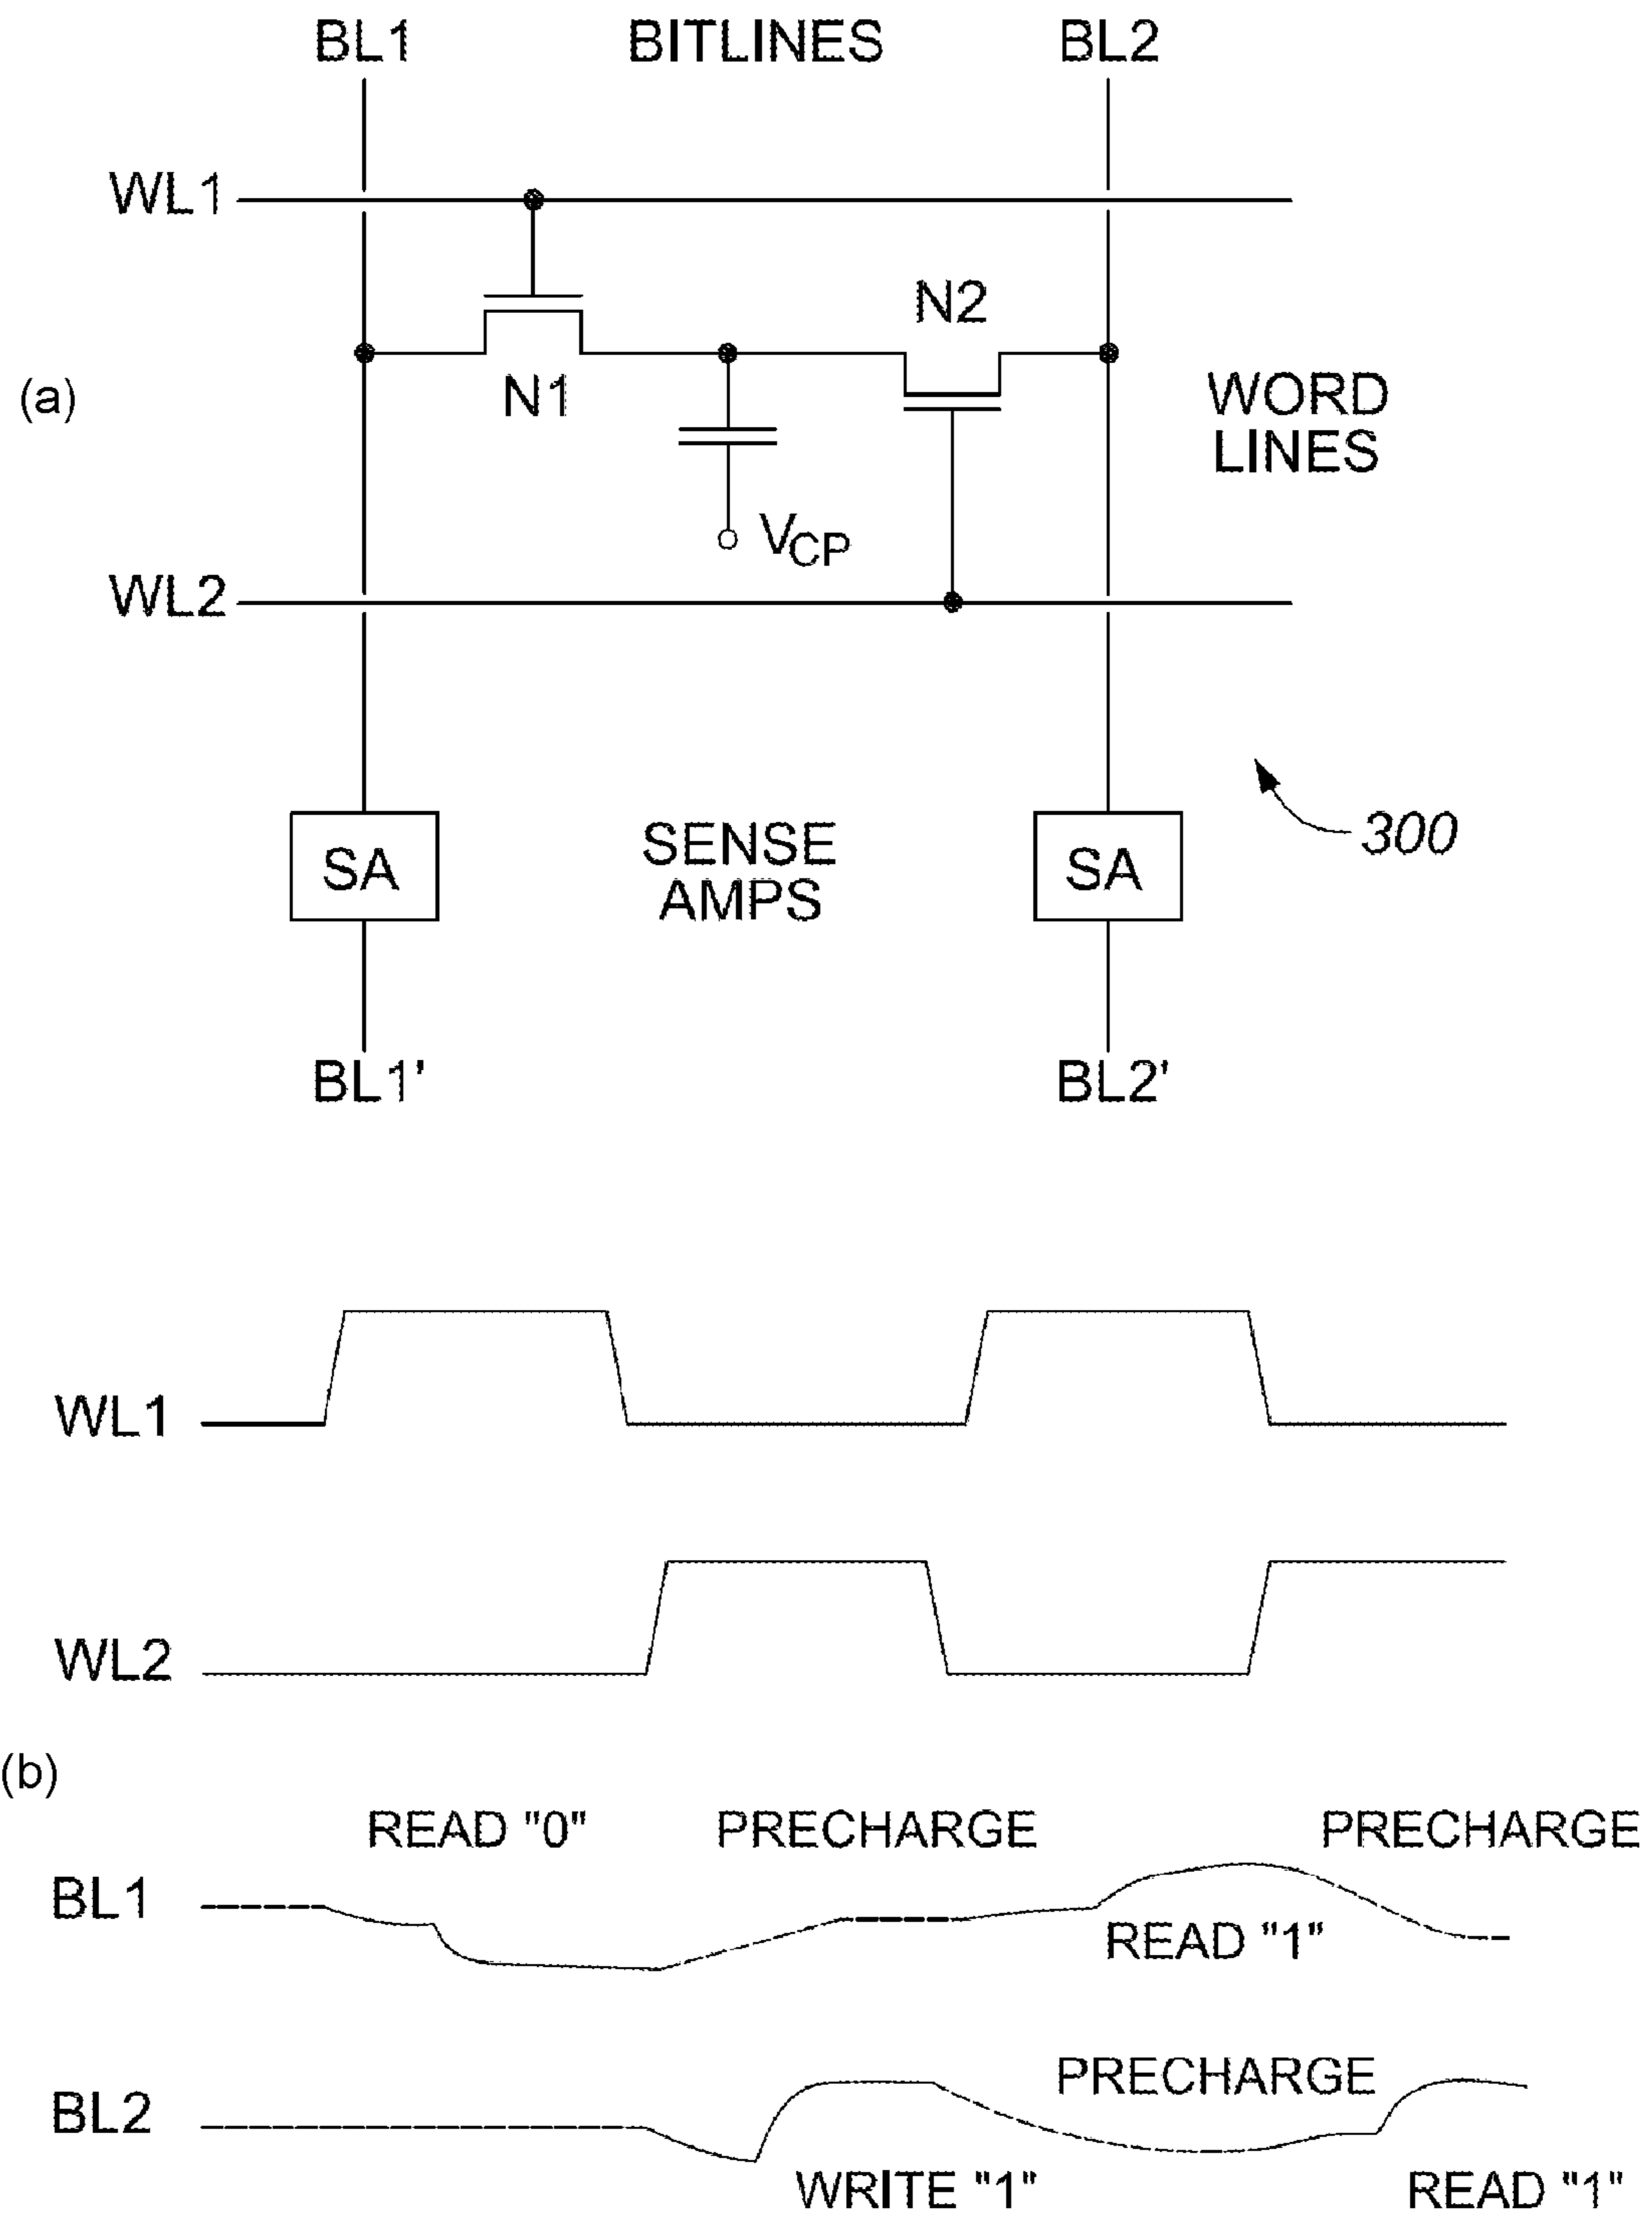 BL1 BITLINES BL2
WL1
N2
(a) N1 WORD
LINES
VCP
WL2
300
SA SENSE
AMPS SA
BL1' BL2'
WL1
WL2
(b)
READ "0" PRECHARGE PRECHARGE
BL1
READ "1"
PRECHARGE
BL2
WRITE "1" READ "1"